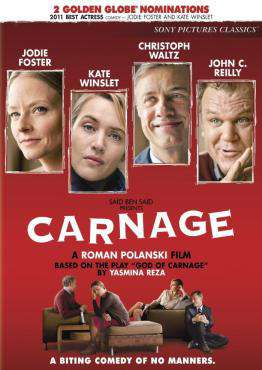 2 GOLDEN GLOBE® NOMINATIONS
2011 BEST ACTRESS COMEDY – JODIE FOSTER AND KATE WINSLET
SONY PICTURES CLASSICS™
JODIE
FOSTER
KATE
WINSLET
CHRISTOPH
WALTZ
JOHN C.
REILLY
SAÏD BEN SAÏD
PRESENTS
CARNAGE
A ROMAN POLANSKI FILM
BASED ON THE PLAY "GOD OF CARNAGE"
BY YASMINA REZA
A BITING COMEDY OF NO MANNERS.